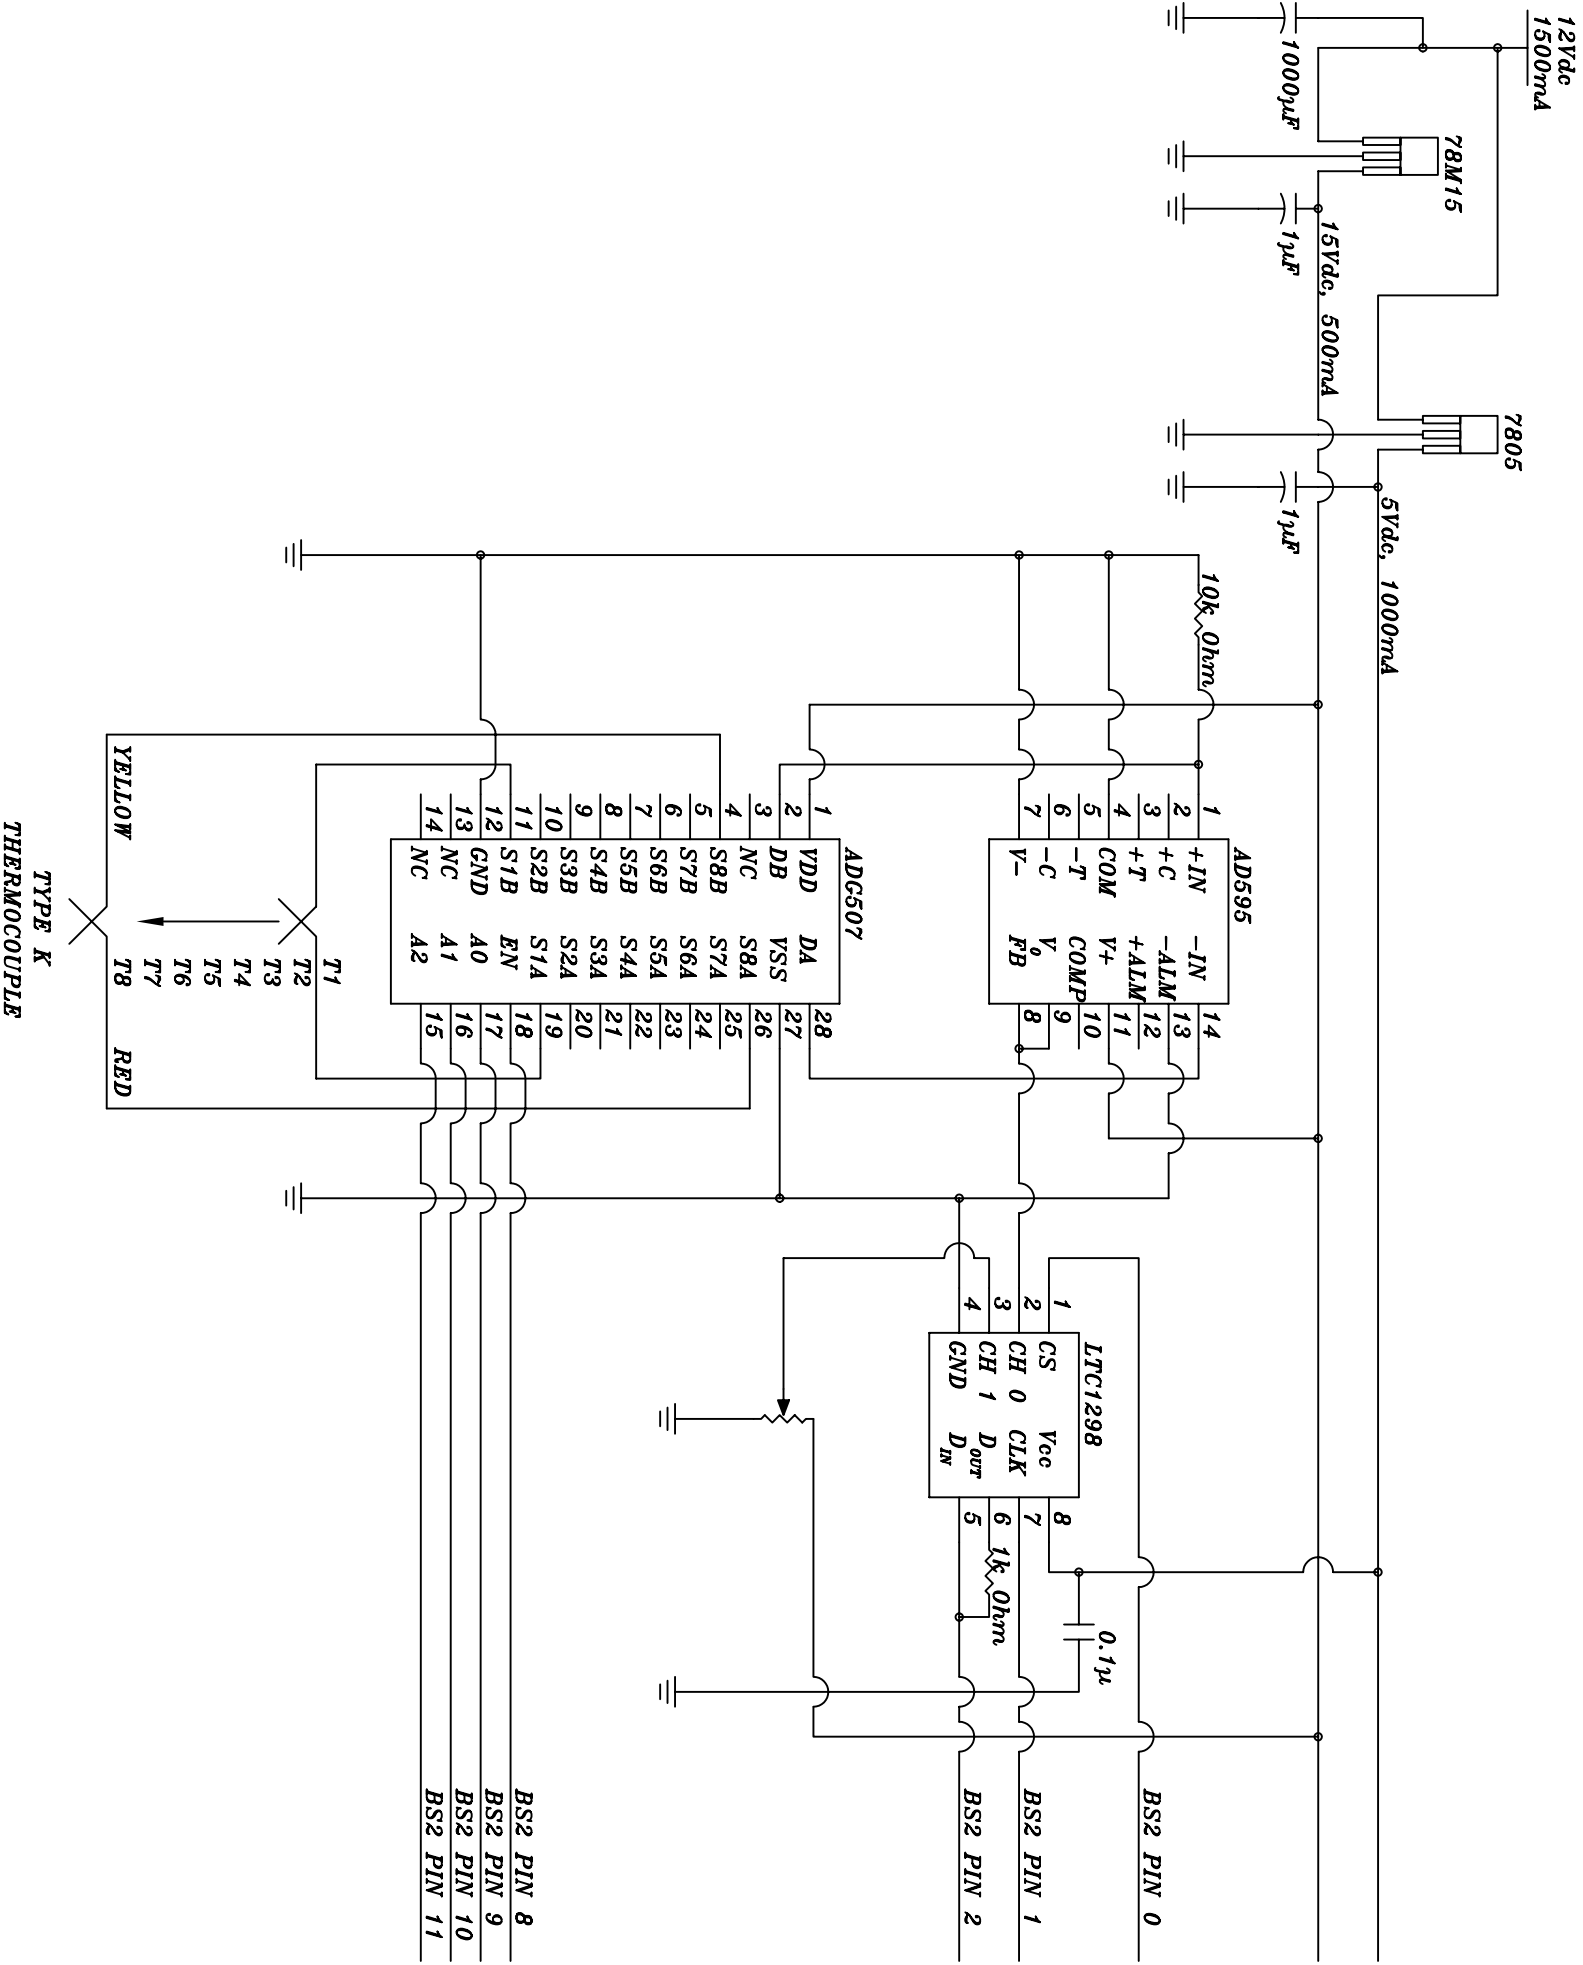 12Vdc
1500mA
1000µF
78M15
1µF
15Vdc, 500mA
7805
1µF
5Vdc, 1000mA
10k Ohm
AD595
1 +IN -IN 14
2 +C -ALM 13
3 +T +ALM 12
4 COM V+ 11
5 -T COMP 10
6 -C Vo 9
7 V- FB 8
ADG507
1 VDD DA 28
2 DB VSS 27
3 NC S8A 26
4 S8B S7A 25
5 S7B S6A 24
6 S6B S5A 23
7 S5B S4A 22
8 S4B S3A 21
9 S3B S2A 20
10 S2B S1A 19
11 S1B EN 18
12 GND A0 17
13 NC A1 16
14 NC A2 15
LTC1298
1 CS Vcc 8
2 CH 0 CLK 7
3 CH 1 DOUT 6
4 GND DIN 5
1k Ohm
0.1µ
BS2 PIN 0
BS2 PIN 1
BS2 PIN 2
BS2 PIN 8
BS2 PIN 9
BS2 PIN 10
BS2 PIN 11
T1
T2
T3
T4
T5
T6
T7
T8
YELLOW
RED
TYPE K
THERMOCOUPLE